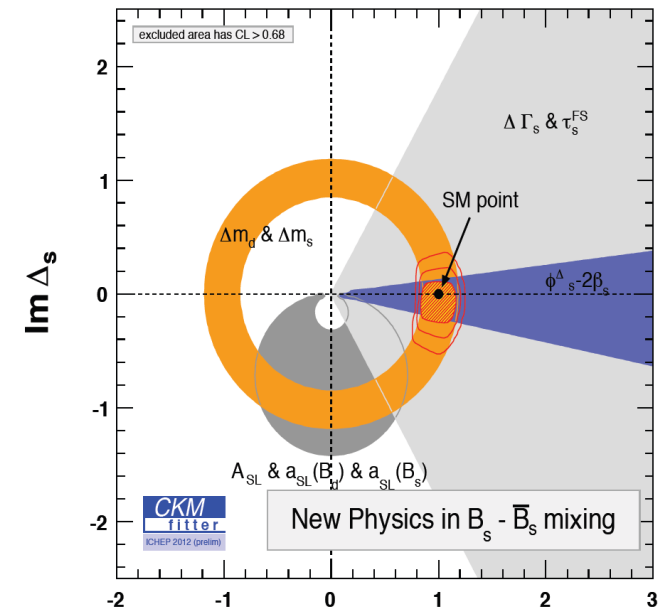 excluded area has CL > 0.68
2
Δ Γs & τsFS
1
SM point
Δmd & Δms
Im Δs
0
ϕΔs-2βs
-1
ASL & aSL(Bd) & aSL(Bs)
CKM
fitter
ICHEP 2012 (prelim)
New Physics in Bs - B̅s mixing
-2
-2 -1 0 1 2 3